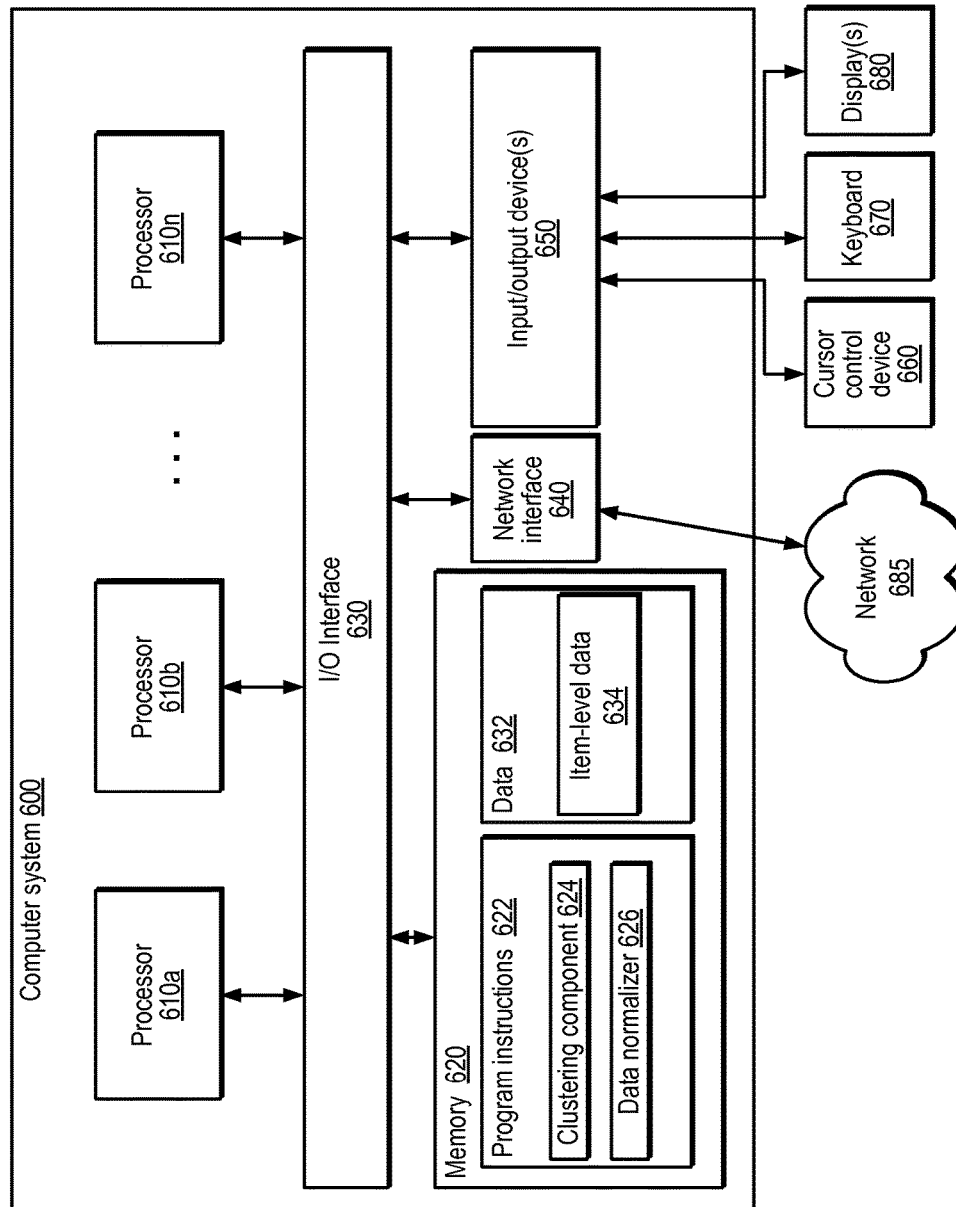 Computer system 600
Processor
610a
Processor
610b
. . .
Processor
610n
I/O Interface
630
Memory 620
Program instructions 622
Clustering component 624
Data normalizer 626
Data 632
Item-level data
634
Network
interface
640
Input/output device(s)
650
Network
685
Cursor
control
device
660
Keyboard
670
Display(s)
680